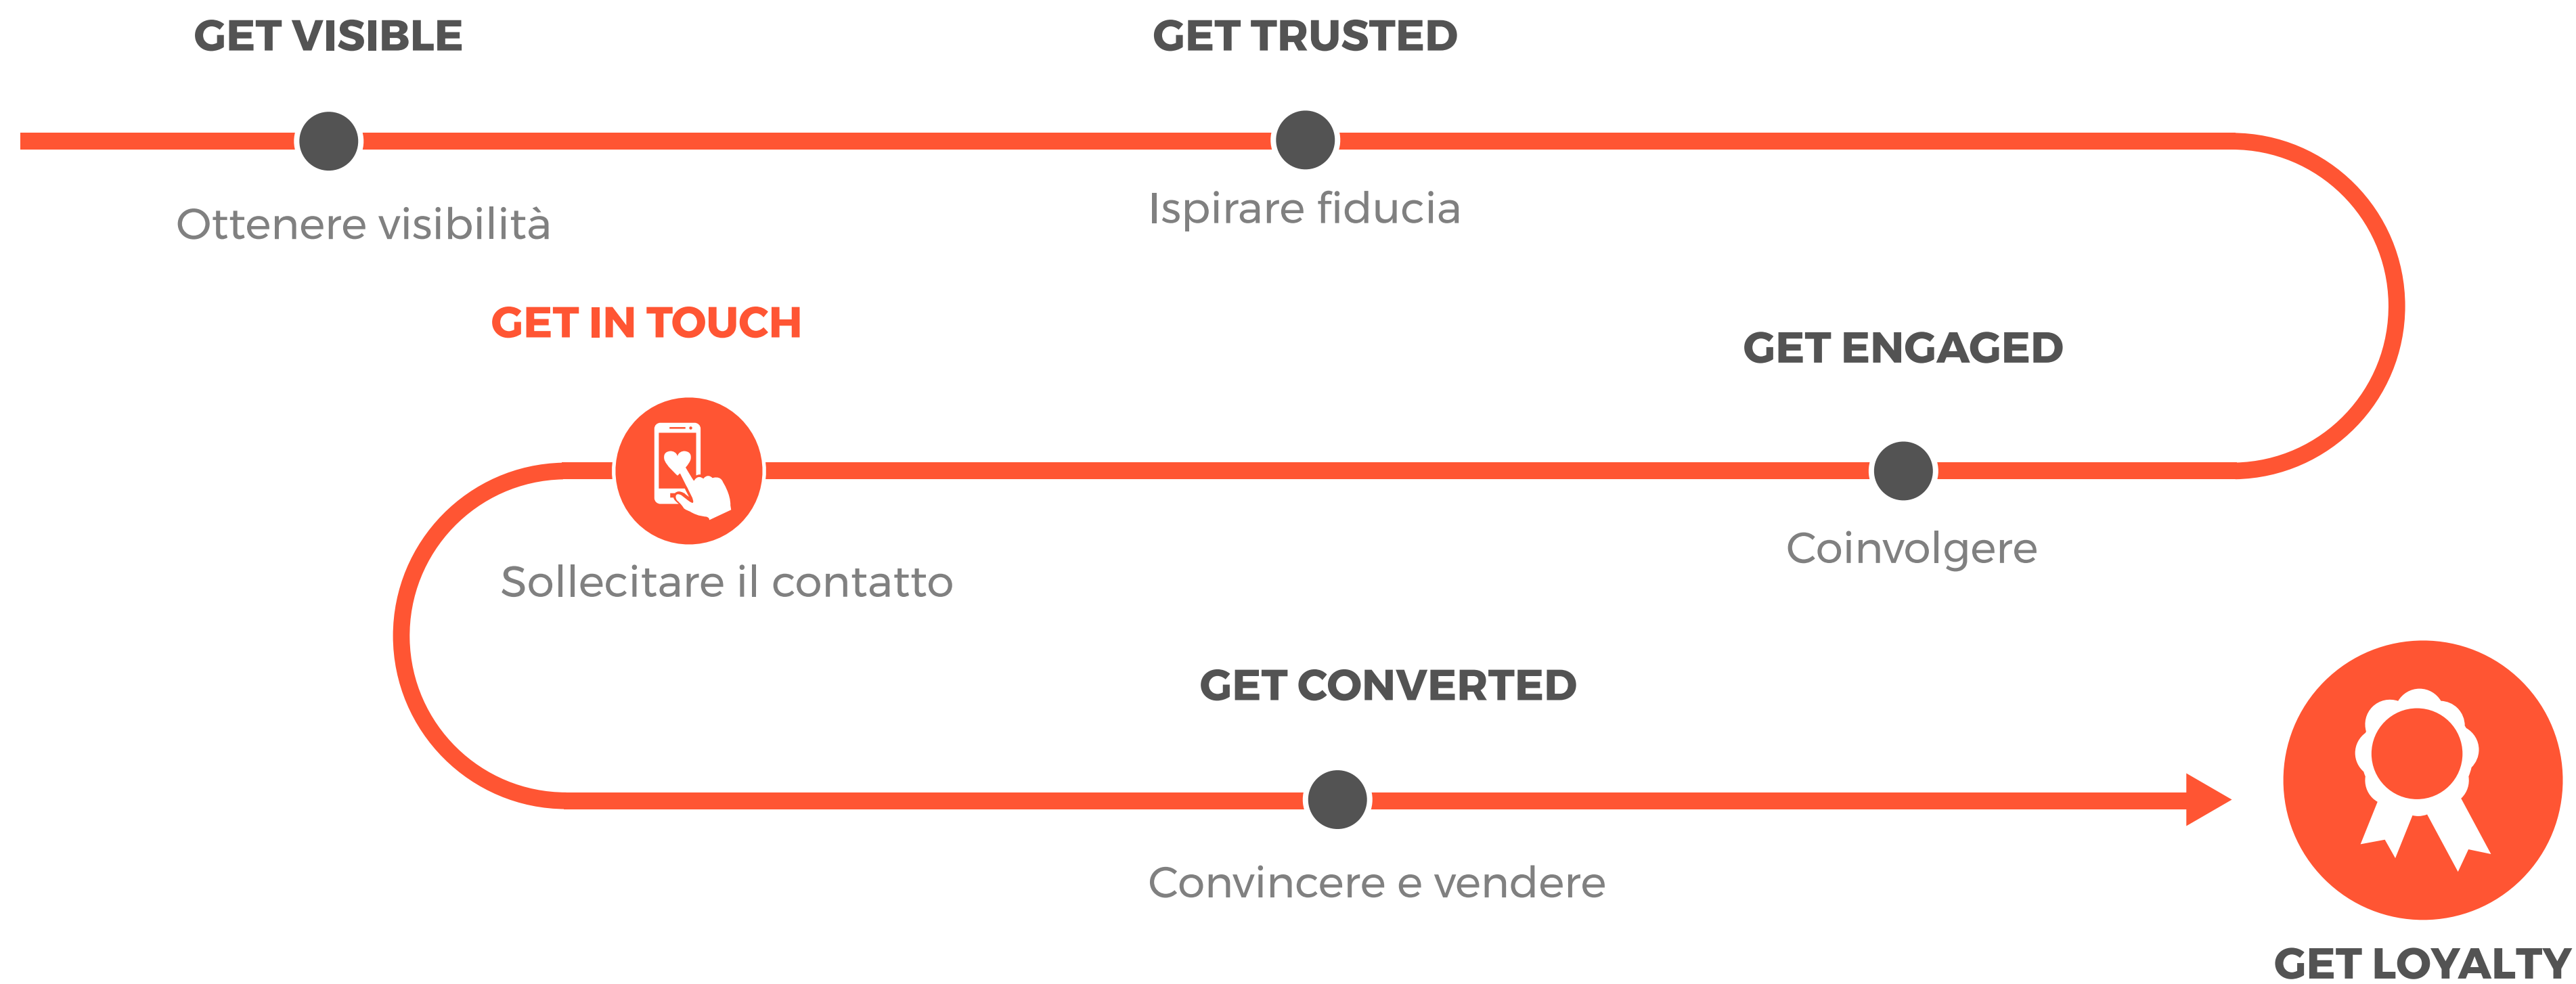 GET VISIBLE
Ottenere visibilità
GET TRUSTED
Ispirare fiducia
GET ENGAGED
Coinvolgere
GET IN TOUCH
Sollecitare il contatto
GET CONVERTED
Convincere e vendere
GET LOYALTY